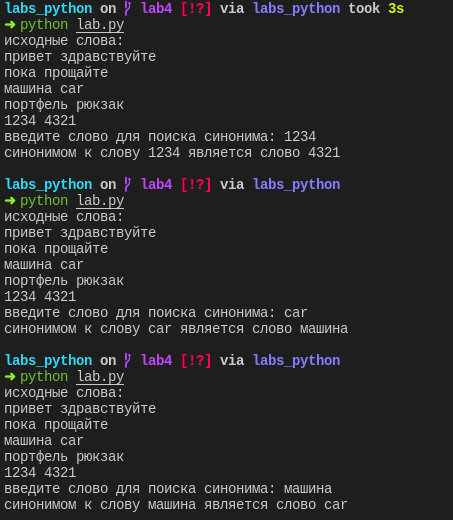 labs_python on lab4 [!?] via labs_python took 3s
➜ python lab.py
исходные слова:
привет здравствуйте
пока прощайте
машина car
портфель рюкзак
1234 4321
введите слово для поиска синонима: 1234
синонимом к слову 1234 является слово 4321
labs_python on lab4 [!?] via labs_python
➜ python lab.py
исходные слова:
привет здравствуйте
пока прощайте
машина car
портфель рюкзак
1234 4321
введите слово для поиска синонима: car
синонимом к слову car является слово машина
labs_python on lab4 [!?] via labs_python
➜ python lab.py
исходные слова:
привет здравствуйте
пока прощайте
машина car
портфель рюкзак
1234 4321
введите слово для поиска синонима: машина
синонимом к слову машина является слово car